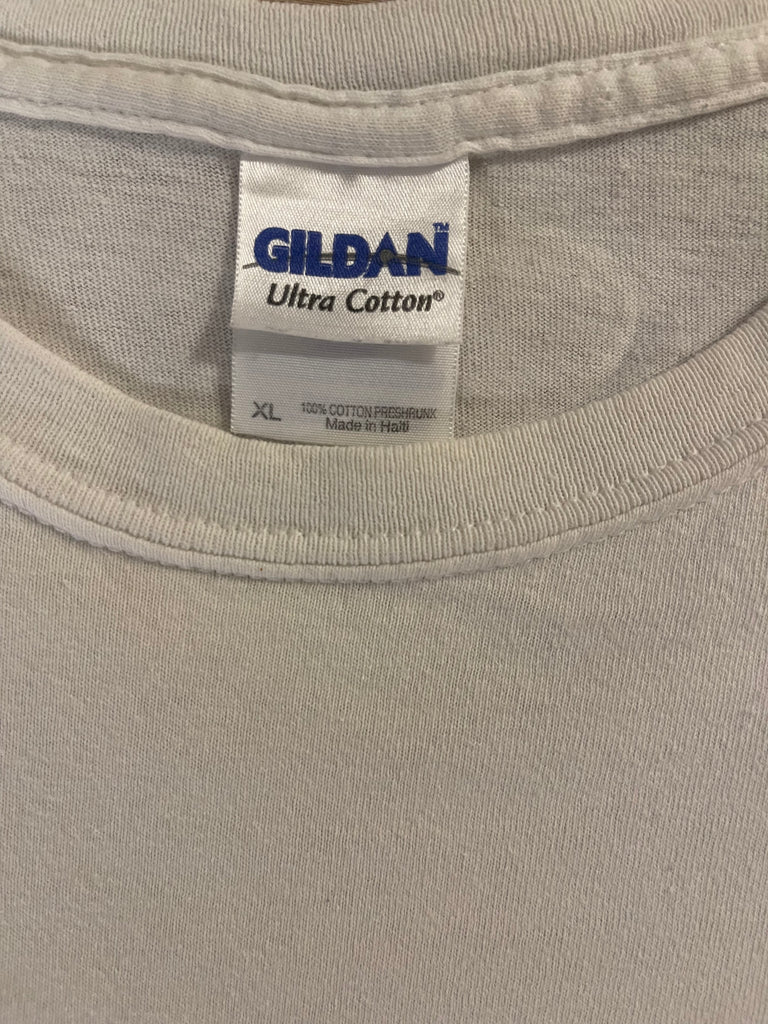 GILDAN™
Ultra Cotton®
XL 100% COTTON PRESHRUNK
Made in Haiti